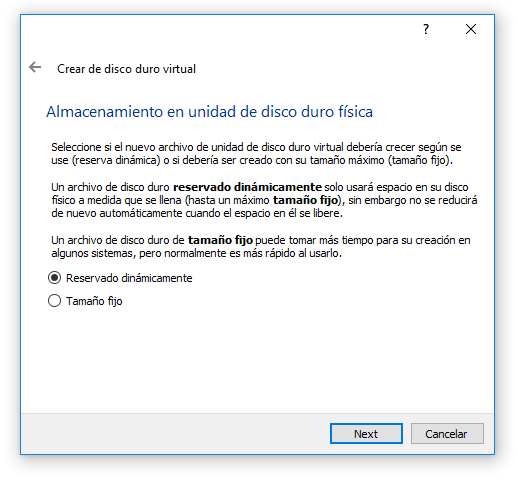 ?
Crear de disco duro virtual
Almacenamiento en unidad de disco duro física
Seleccione si el nuevo archivo de unidad de disco duro virtual debería crecer según se
use (reserva dinámica) o si debería ser creado con su tamaño máximo (tamaño fijo).
Un archivo de disco duro reservado dinámicamente solo usará espacio en su disco
físico a medida que se llena (hasta un máximo tamaño fijo), sin embargo no se reducirá
de nuevo automáticamente cuando el espacio en él se libere.
Un archivo de disco duro de tamaño fijo puede tomar más tiempo para su creación en
algunos sistemas, pero normalmente es más rápido al usarlo.
Reservado dinámicamente
Tamaño fijo
Next Cancelar